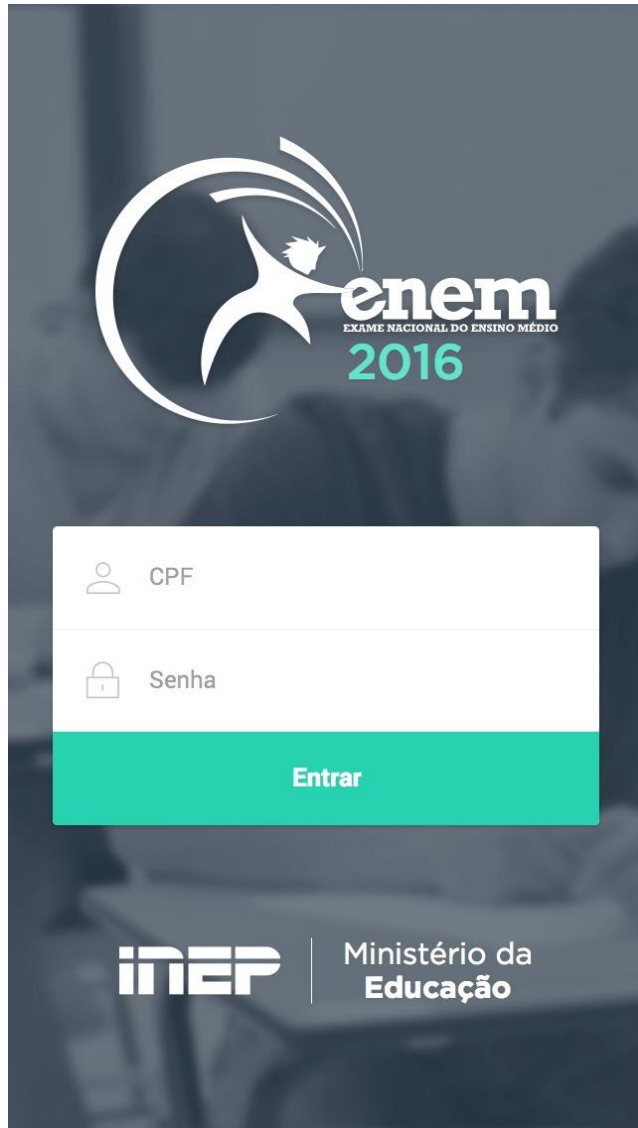 enem
EXAME NACIONAL DO ENSINO MÉDIO
2016
CPF
Senha
Entrar
INEP
Ministério da
Educação